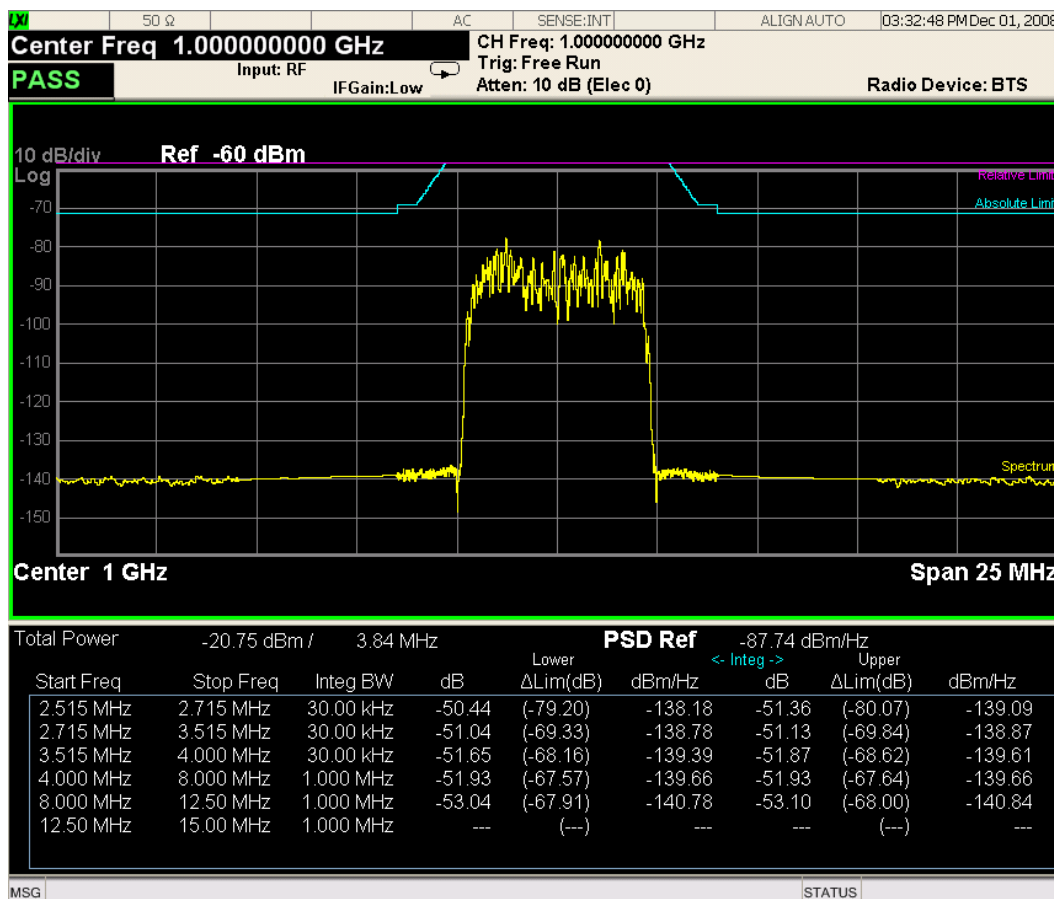 LXI 50 Ω AC SENSE:INT ALIGN AUTO 03:32:48 PM Dec 01, 2008
Center Freq 1.000000000 GHz
CH Freq: 1.000000000 GHz
Input: RF
Trig: Free Run
PASS
IFGain:Low
Atten: 10 dB (Elec 0)
Radio Device: BTS
10 dB/div Ref -60 dBm
Log
Relative Limit
Absolute Limit
-70
-80
-90
-100
-110
-120
-130
Spectrum
-140
-150
Center 1 GHz Span 25 MHz
Total Power -20.75 dBm / 3.84 MHz PSD Ref -87.74 dBm/Hz
Lower <- Integ -> Upper
Start Freq Stop Freq Integ BW dB ΔLim(dB) dBm/Hz dB ΔLim(dB) dBm/Hz
2.515 MHz 2.715 MHz 30.00 kHz -50.44 (-79.20) -138.18 -51.36 (-80.07) -139.09
2.715 MHz 3.515 MHz 30.00 kHz -51.04 (-69.33) -138.78 -51.13 (-69.84) -138.87
3.515 MHz 4.000 MHz 30.00 kHz -51.65 (-68.16) -139.39 -51.87 (-68.62) -139.61
4.000 MHz 8.000 MHz 1.000 MHz -51.93 (-67.57) -139.66 -51.93 (-67.64) -139.66
8.000 MHz 12.50 MHz 1.000 MHz -53.04 (-67.91) -140.78 -53.10 (-68.00) -140.84
12.50 MHz 15.00 MHz 1.000 MHz --- (---) --- --- (---) ---
MSG STATUS